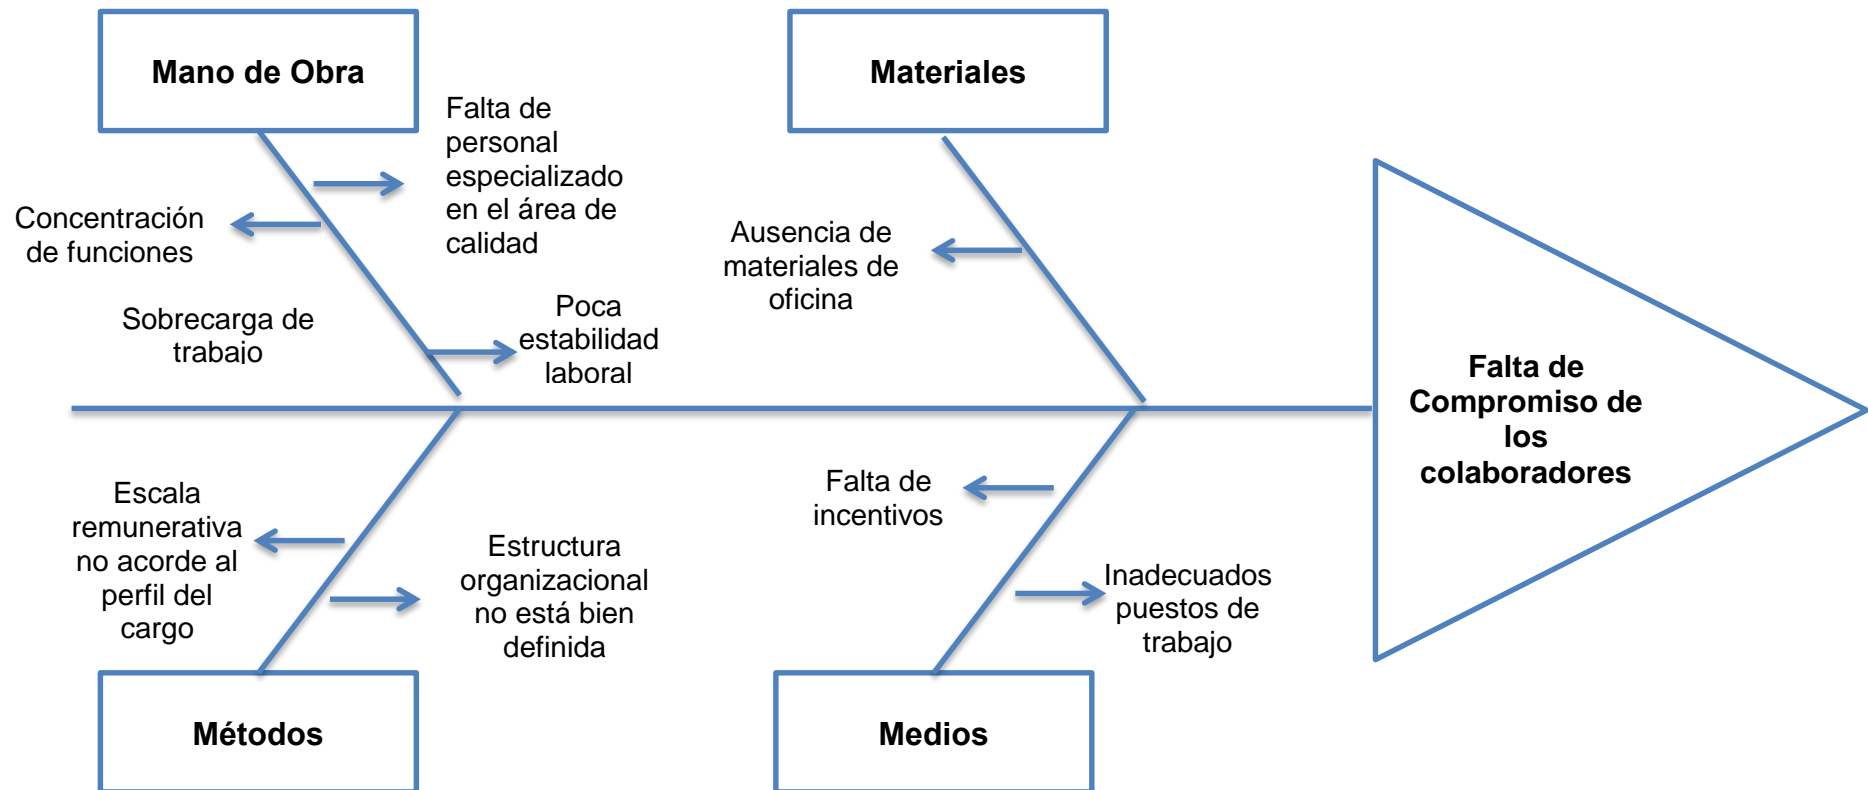 Mano de Obra
Materiales
Falta de
personal
especializado
en el área de
calidad
Concentración
de funciones
Ausencia de
materiales de
oficina
Sobrecarga de
trabajo
Poca
estabilidad
laboral
Falta de
Compromiso de
los
colaboradores
Escala
remunerativa
no acorde al
perfil del
cargo
Estructura
organizacional
no está bien
definida
Falta de
incentivos
Inadecuados
puestos de
trabajo
Métodos
Medios